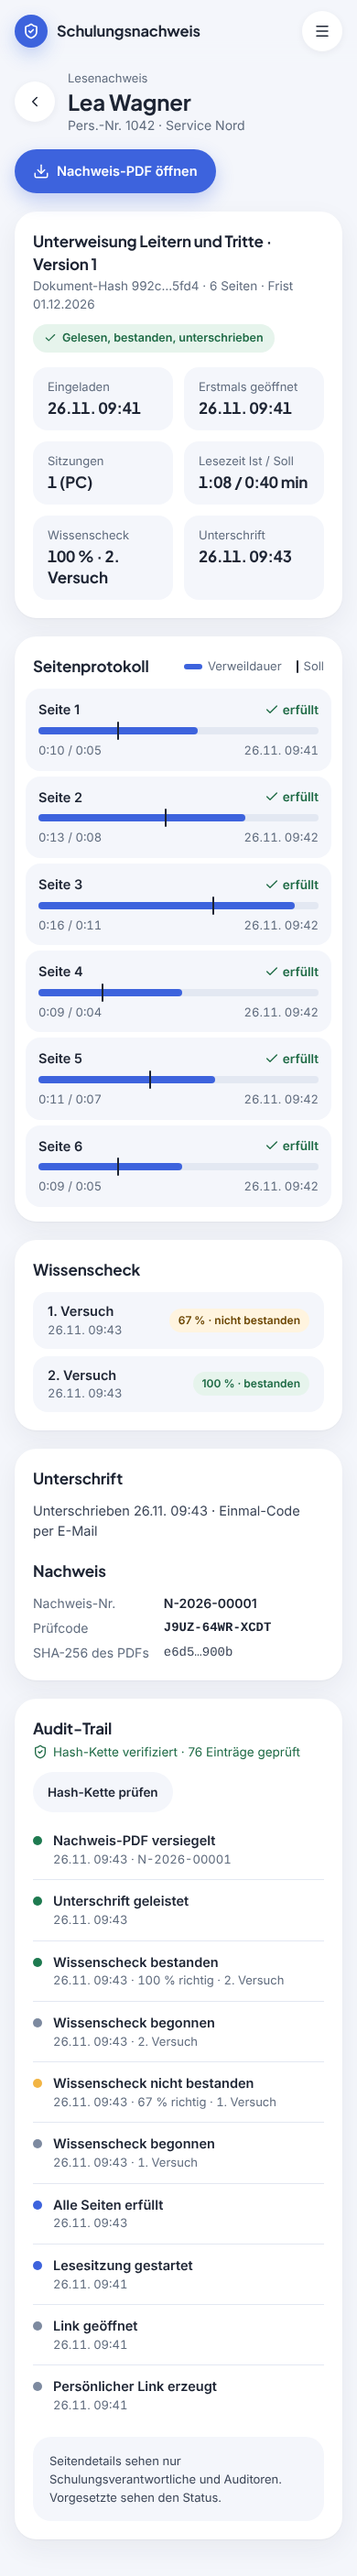 Schulungsnachweis
Lesenachweis
Lea Wagner
Pers.-Nr. 1042 · Service Nord
Nachweis-PDF öffnen
Unterweisung Leitern und Tritte ·
Version 1
Dokument-Hash 992c…5fd4 · 6 Seiten · Frist
01.12.2026
Gelesen, bestanden, unterschrieben
Eingeladen
26.11. 09:41
Erstmals geöffnet
26.11. 09:41
Sitzungen
1 (PC)
Lesezeit Ist / Soll
1:08 / 0:40 min
Wissenscheck
100 % · 2.
Versuch
Unterschrift
26.11. 09:43
Seitenprotokoll
Verweildauer
Soll
Seite 1
erfüllt
0:10 / 0:05
26.11. 09:41
Seite 2
erfüllt
0:13 / 0:08
26.11. 09:42
Seite 3
erfüllt
0:16 / 0:11
26.11. 09:42
Seite 4
erfüllt
0:09 / 0:04
26.11. 09:42
Seite 5
erfüllt
0:11 / 0:07
26.11. 09:42
Seite 6
erfüllt
0:09 / 0:05
26.11. 09:42
Wissenscheck
1. Versuch
26.11. 09:43
67 % · nicht bestanden
2. Versuch
26.11. 09:43
100 % · bestanden
Unterschrift
Unterschrieben 26.11. 09:43 · Einmal-Code
per E-Mail
Nachweis
Nachweis-Nr. N-2026-00001
Prüfcode J9UZ-64WR-XCDT
SHA-256 des PDFs e6d5…900b
Audit-Trail
Hash-Kette verifiziert · 76 Einträge geprüft
Hash-Kette prüfen
Nachweis-PDF versiegelt
26.11. 09:43 · N-2026-00001
Unterschrift geleistet
26.11. 09:43
Wissenscheck bestanden
26.11. 09:43 · 100 % richtig · 2. Versuch
Wissenscheck begonnen
26.11. 09:43 · 2. Versuch
Wissenscheck nicht bestanden
26.11. 09:43 · 67 % richtig · 1. Versuch
Wissenscheck begonnen
26.11. 09:43 · 1. Versuch
Alle Seiten erfüllt
26.11. 09:43
Lesesitzung gestartet
26.11. 09:41
Link geöffnet
26.11. 09:41
Persönlicher Link erzeugt
26.11. 09:41
Seitendetails sehen nur
Schulungsverantwortliche und Auditoren.
Vorgesetzte sehen den Status.